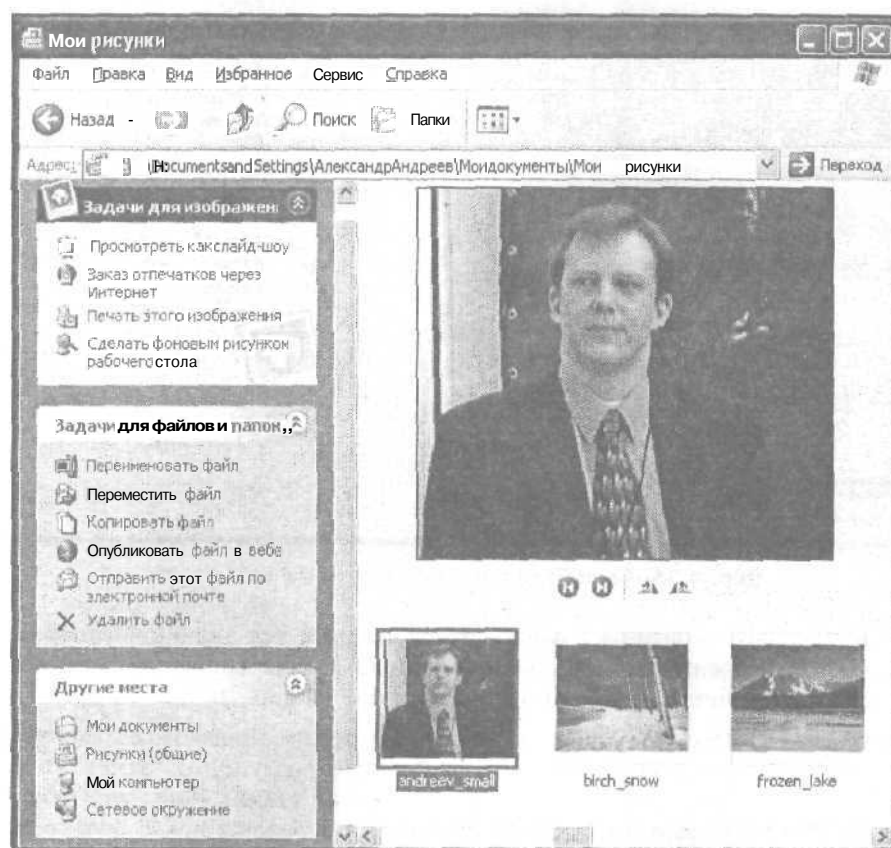 Мои рисунки
Файл Правка Вид Избранное Сервис Справка
Назад - Поиск Папки
Адрес: H:\DocumentsandSettings\АлександрАндреев\Моидокументы\Мои рисунки Переход
Задачи для изображен
Просмотреть какслайд-шоу
Заказ отпечатков через
Интернет
Печать этого изображения
Сделать фоновым рисунком
рабочегостола
Задачи для файлов и папок,,
Переименовать файл
Переместить файл
Копировать файл
Опубликовать файл в вебе
Отправить этот файл по
электронной почте
Удалить файл
Другие места
Мои документы
Рисунки (общие)
Мой компьютер
Сетевое окружение
andreev_small birch_snow frozen_lake